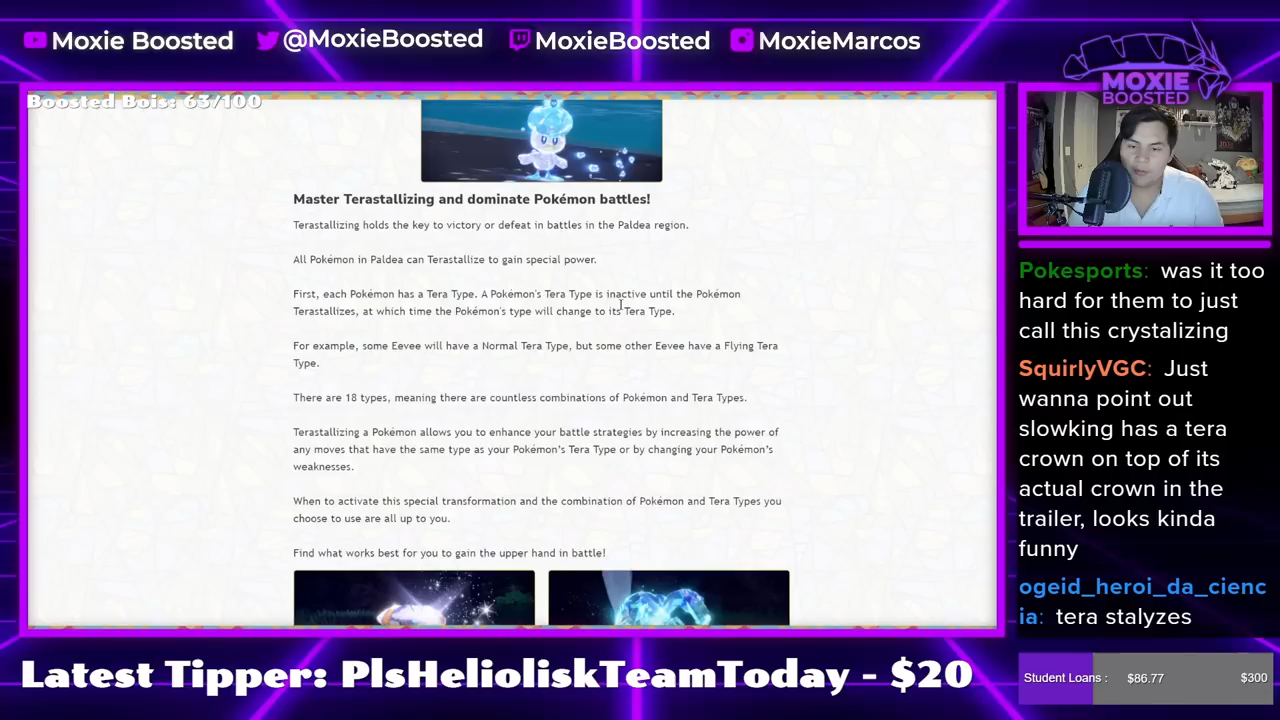 Moxie Boosted @MoxieBoosted MoxieBoosted MoxieMarcos
MOXIE
BOOSTED
Boosted Bois: 63/100
Master Terastallizing and dominate Pokémon battles!
Terastallizing holds the key to victory or defeat in battles in the Paldea region.
All Pokémon in Paldea can Terastallize to gain special power.
First, each Pokémon has a Tera Type. A Pokémon's Tera Type is inactive until the Pokémon
Terastallizes, at which time the Pokémon's type will change to its Tera Type.
For example, some Eevee will have a Normal Tera Type, but some other Eevee have a Flying Tera
Type.
There are 18 types, meaning there are countless combinations of Pokémon and Tera Types.
Terastallizing a Pokémon allows you to enhance your battle strategies by increasing the power of
any moves that have the same type as your Pokémon's Tera Type or by changing your Pokémon's
weaknesses.
When to activate this special transformation and the combination of Pokémon and Tera Types you
choose to use are all up to you.
Find what works best for you to gain the upper hand in battle!
Pokesports: was it too
hard for them to just
call this crystalizing
SquirlyVGC: Just
wanna point out
slowking has a tera
crown on top of its
actual crown in the
trailer, looks kinda
funny
ogeid_heroi_da_cienc
ia: tera stalyzes
Latest Tipper: PlsHelioliskTeamToday - $20
Student Loans : $86.77 $300